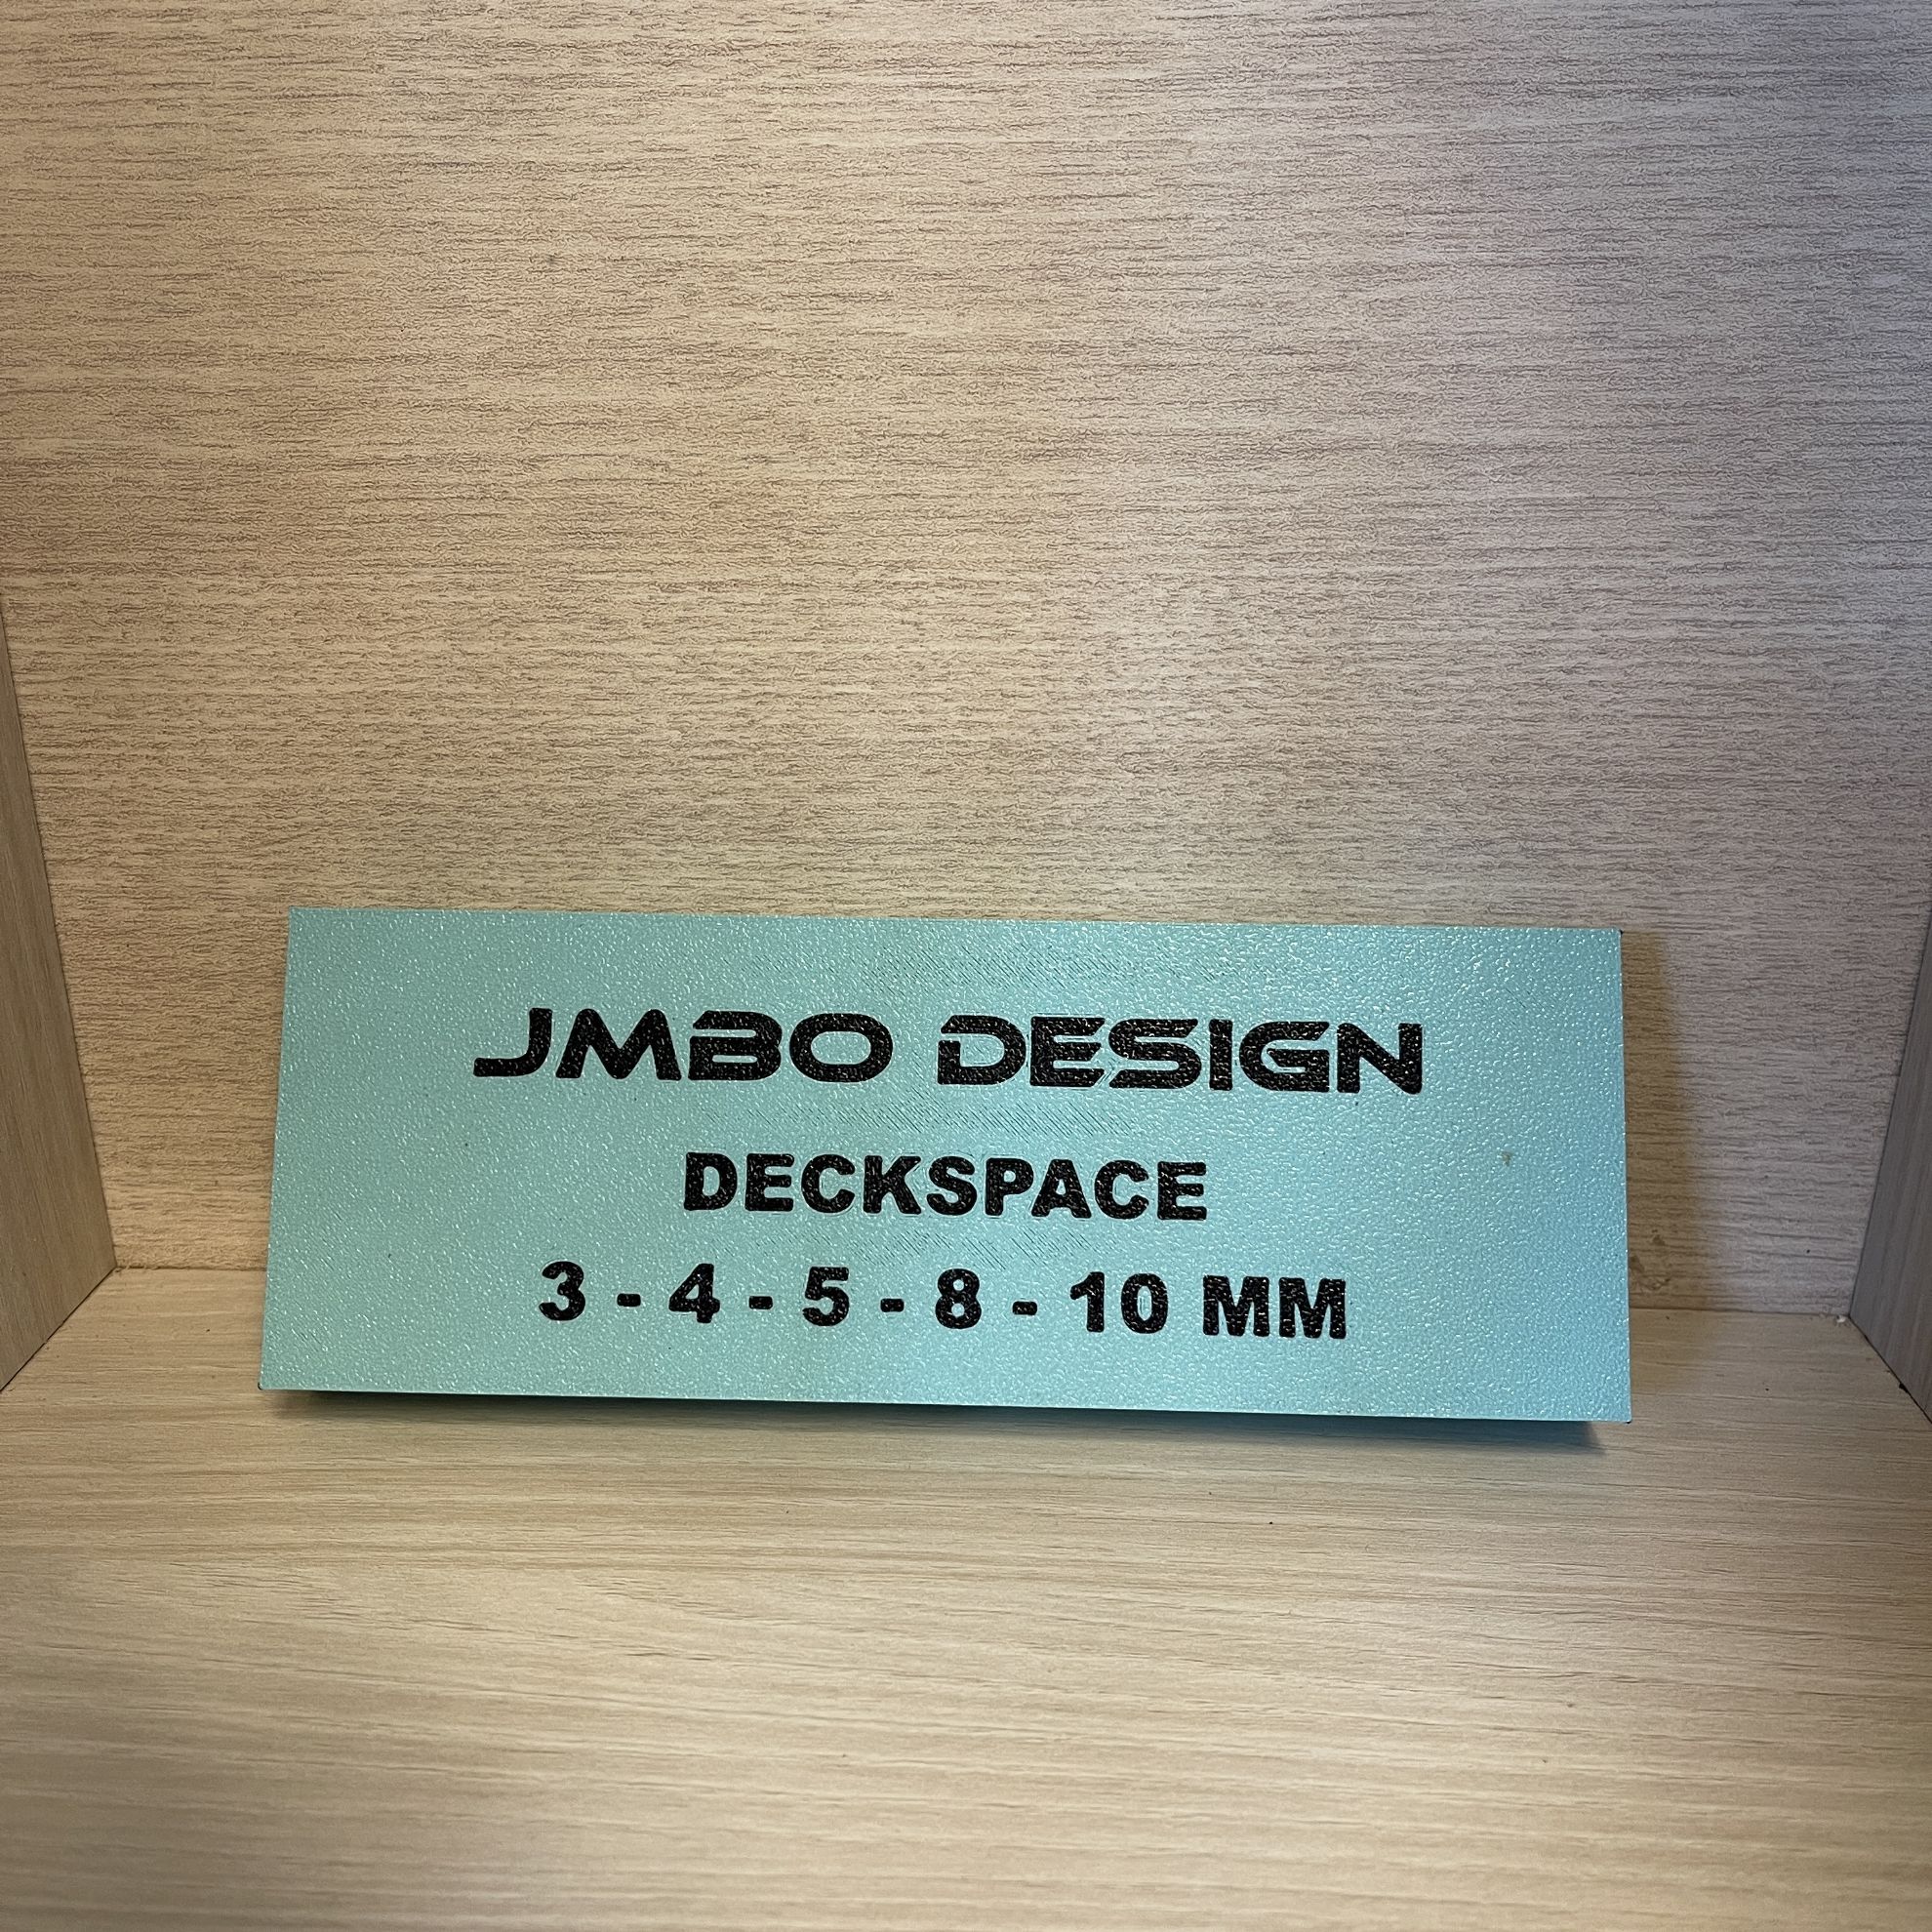 JMBO DESIGN
DECKSPACE
3 - 4 - 5 - 8 - 10 MM